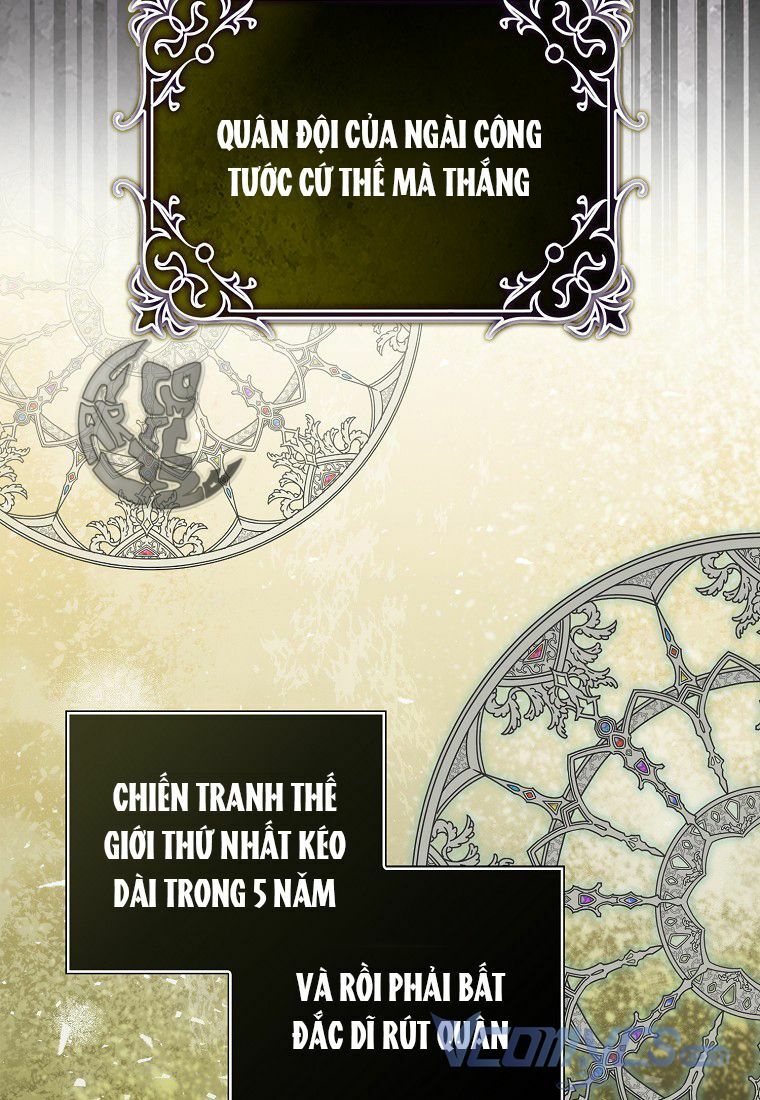 QUÂN ĐỘI CỦA NGÀI CÔNG
TƯỚC CỨ THẾ MÀ THẮNG
CHIẾN TRANH THẾ
GIỚI THỨ NHẤT KÉO
DÀI TRONG 5 NĂM
VÀ RỒI PHẢI BẤT
ĐẮC DĨ RÚT QUÂN